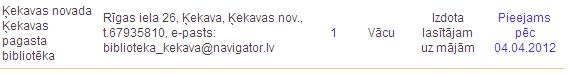 Ķekavas novada
Ķekavas
pagasta
bibliotēka
Rīgas iela 26, Ķekava, Ķekavas nov.,
t.67935810, e-pasts:
biblioteka_kekava@navigator.lv
1
Vācu
Izdota
lasītājam
uz mājām
Pieejams
pēc
04.04.2012